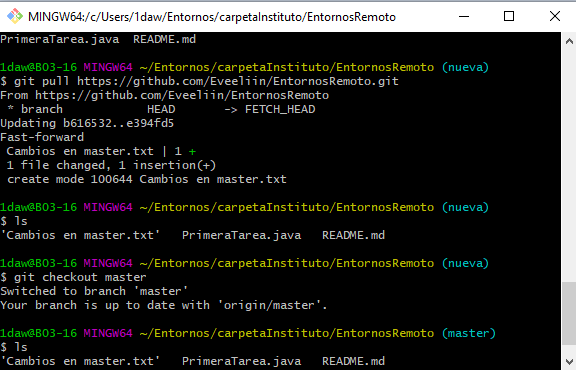 MINGW64:/c/Users/1daw/Entornos/carpetaInstituto/EntornosRemoto
PrimeraTarea.java  README.md
1daw@B03-16 MINGW64 ~/Entornos/carpetaInstituto/EntornosRemoto (nueva)
$ git pull https://github.com/Eveeliin/EntornosRemoto.git
From https://github.com/Eveeliin/EntornosRemoto
 * branch            HEAD       -> FETCH_HEAD
Updating b616532..e394fd5
Fast-forward
 Cambios en master.txt | 1 +
 1 file changed, 1 insertion(+)
 create mode 100644 Cambios en master.txt
1daw@B03-16 MINGW64 ~/Entornos/carpetaInstituto/EntornosRemoto (nueva)
$ ls
'Cambios en master.txt'   PrimeraTarea.java   README.md
1daw@B03-16 MINGW64 ~/Entornos/carpetaInstituto/EntornosRemoto (nueva)
$ git checkout master
Switched to branch 'master'
Your branch is up to date with 'origin/master'.
1daw@B03-16 MINGW64 ~/Entornos/carpetaInstituto/EntornosRemoto (master)
$ ls
'Cambios en master.txt'   PrimeraTarea.java   README.md